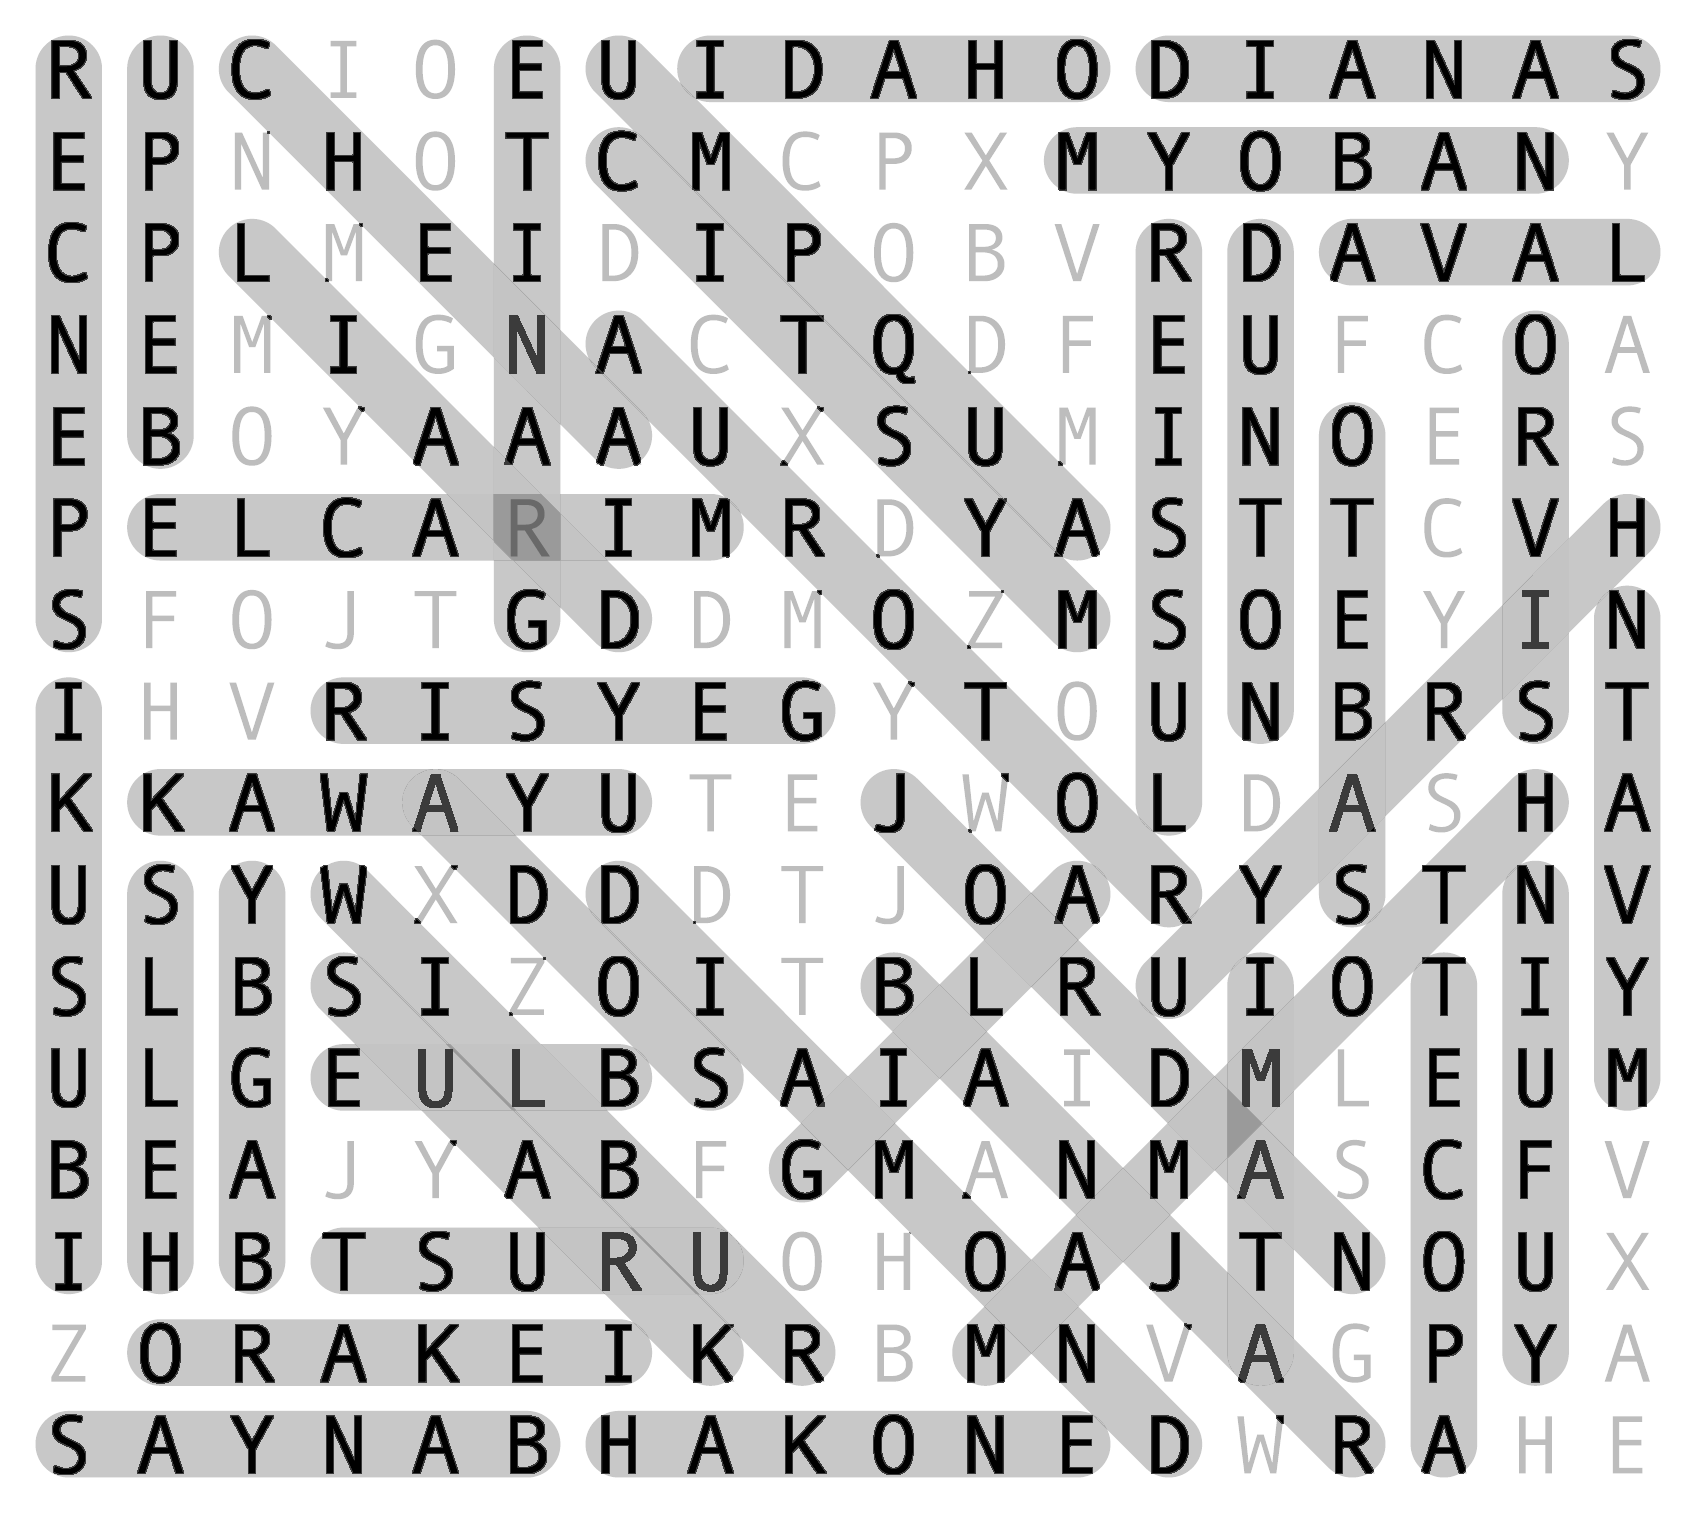 R U C I O E U I D A H O D I A N A S
E P N H O T C M C P X M Y O B A N Y
C P L M E I D I P O B V R D A V A L
N E M I G N A C T Q D F E U F C O A
E B O Y A A A U X S U M I N O E R S
P E L C A R I M R D Y A S T T C V H
S F O J T G D D M O Z M S O E Y I N
I H V R I S Y E G Y T O U N B R S T
K K A W A Y U T E J W O L D A S H A
U S Y W X D D D T J O A R Y S T N V
S L B S I Z O I T B L R U I O T I Y
U L G E U L B S A I A I D M L E U M
B E A J Y A B F G M A N M A S C F V
I H B T S U R U O H O A J T N O U X
Z O R A K E I K R B M N V A G P Y A
S A Y N A B H A K O N E D W R A H E